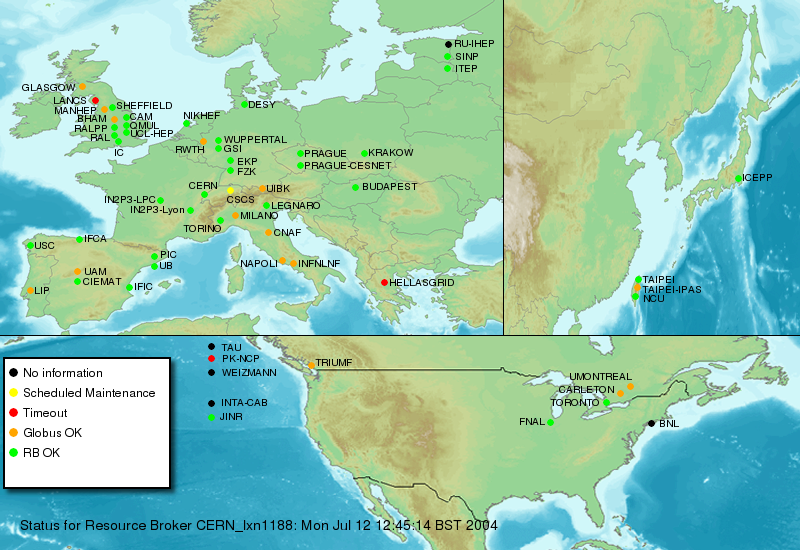 RU-IHEP
SINP
ITEP
GLASGOW
LANCS
MANHEP
SHEFFIELD
BHAM
CAM
RALPP
QMUL
RAL
UCL-HEP
IC
NIKHEF
DESY
RWTH
WUPPERTAL
GSI
EKP
FZK
PRAGUE
KRAKOW
PRAGUE-CESNET
CERN
CSCS
UIBK
BUDAPEST
IN2P3-LPC
IN2P3-Lyon
LEGNARO
MILANO
TORINO
CNAF
USC
IFCA
PIC
UB
NAPOLI
INFNLNF
UAM
CIEMAT
LIP
IFIC
HELLASGRID
ICEPP
TAIPEI
TAIPEI-IPAS
NCU
TAU
PK-NCP
WEIZMANN
INTA-CAB
JINR
TRIUMF
UMONTREAL
CARLETON
TORONTO
FNAL
BNL
No information
Scheduled Maintenance
Timeout
Globus OK
RB OK
Status for Resource Broker CERN_lxn1188: Mon Jul 12 12:45:14 BST 2004